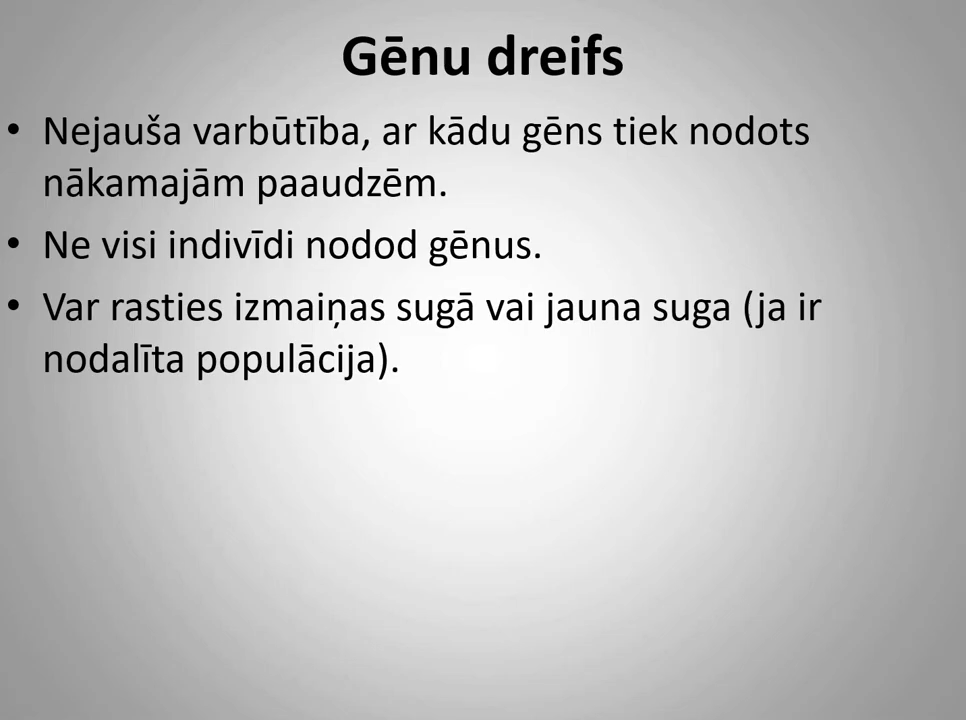 Gēnu dreifs
• Nejauša varbūtība, ar kādu gēns tiek nodots
nākamajām paaudzēm.
• Ne visi indivīdi nodod gēnus.
• Var rasties izmaiņas sugā vai jauna suga (ja ir
nodalīta populācija).